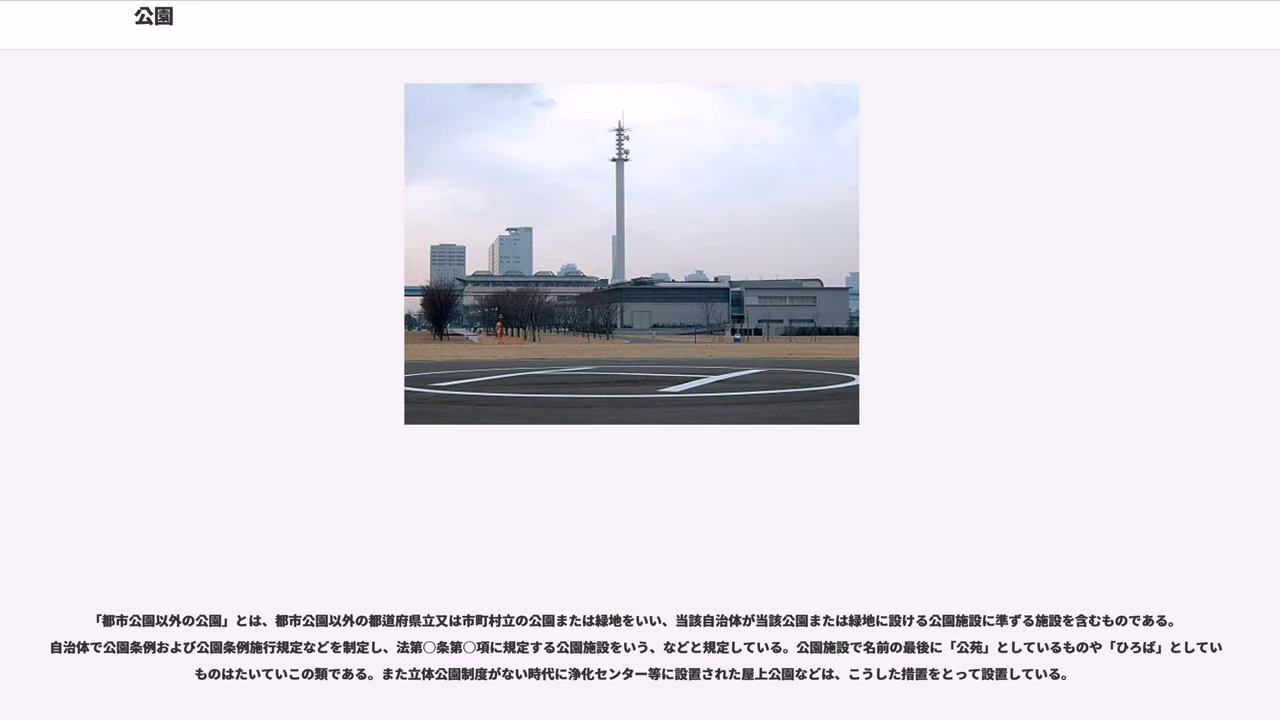 公園
「都市公園以外の公園」とは、都市公園以外の都道府県立又は市町村立の公園または緑地をいい、当該自治体が当該公園または緑地に設ける公園施設に準ずる施設を含むものである。
自治体で公園条例および公園条例施行規定などを制定し、法第○条第○項に規定する公園施設をいう、などと規定している。公園施設で名前の最後に「公苑」としているものや「ひろば」としてい
ものはたいていこの類である。また立体公園制度がない時代に浄化センター等に設置された屋上公園などは、こうした措置をとって設置している。